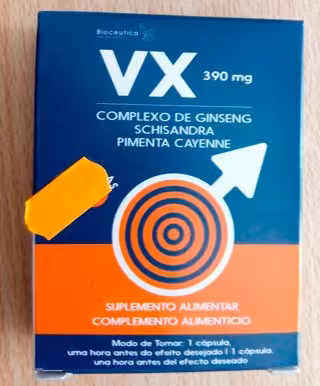 Bioceutica
VX 390 mg
COMPLEXO DE GINSENG
SCHISANDRA
PIMENTA CAYENNE
SUPLEMENTO ALIMENTAR
COMPLEMENTO ALIMENTICIO
Modo de Tomar: 1 cápsula,
uma hora antes do efeito desejado | 1 cápsula,
una hora antes del efecto deseado